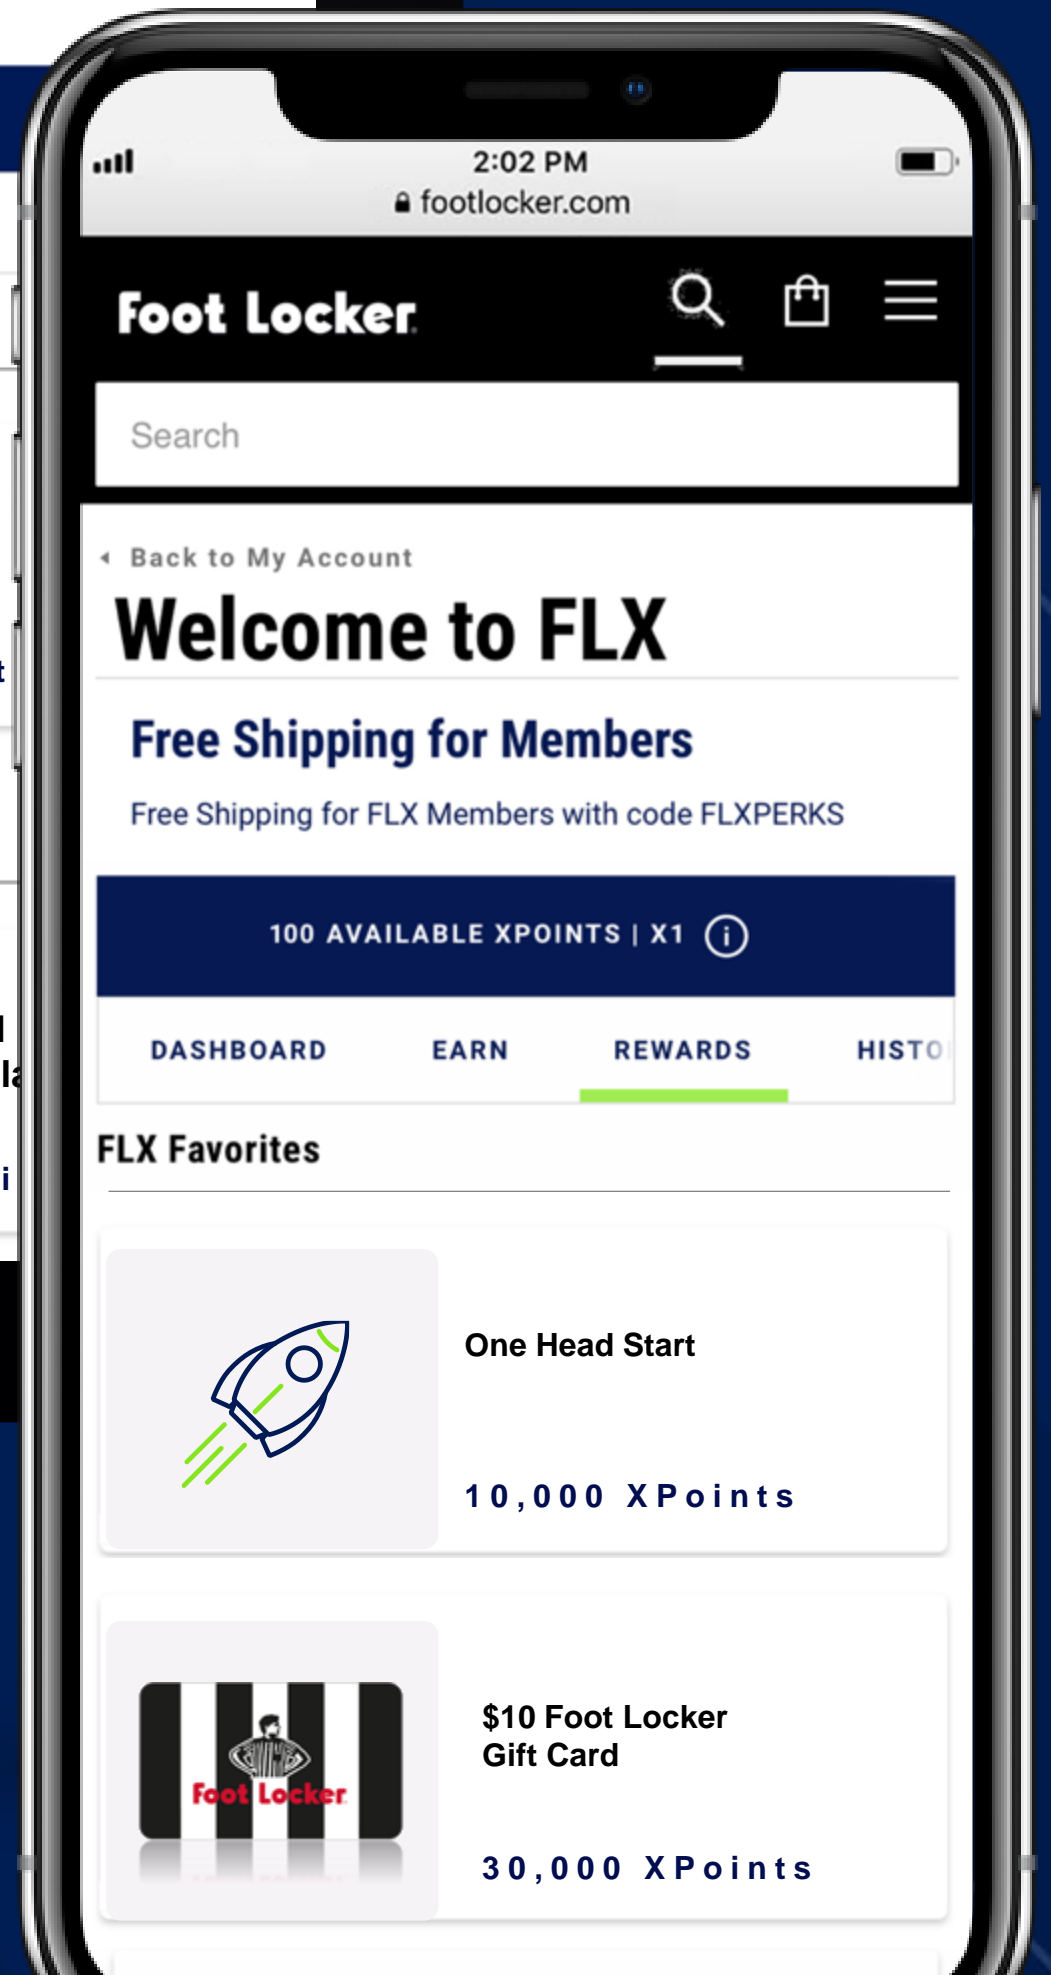 2:02 PM
footlocker.com
Foot Locker
Search
Back to My Account
Welcome to FLX
Free Shipping for Members
Free Shipping for FLX Members with code FLXPERKS
100 AVAILABLE XPOINTS | X1 i
DASHBOARD EARN REWARDS HISTO
FLX Favorites
One Head Start
10,000 XPoints
$10 Foot Locker
Gift Card
Foot Locker
30,000 XPoints